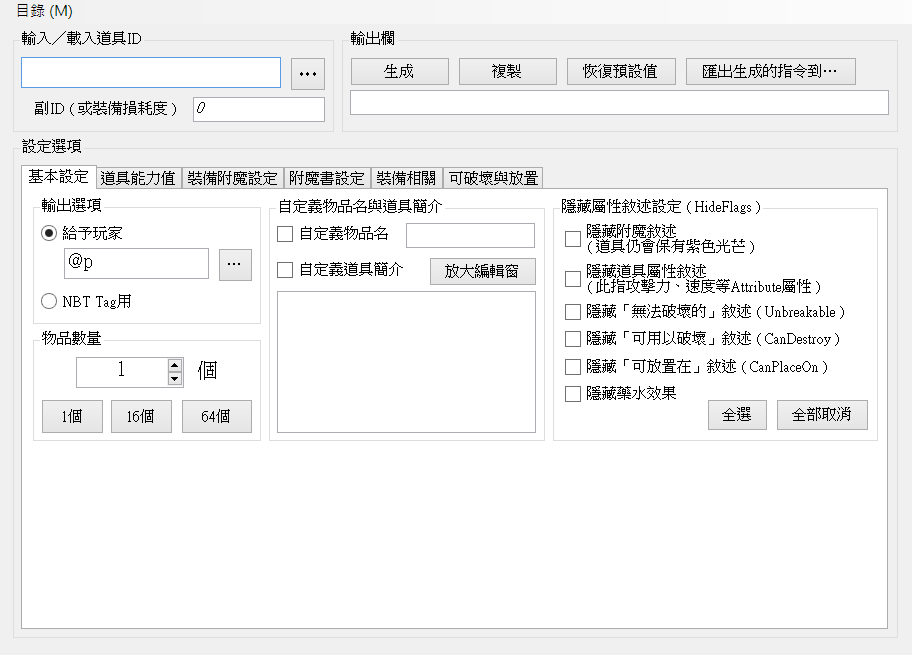 目錄 (M)
輸入／載入道具ID
...
副ID ( 或裝備損耗度 )
0
輸出欄
生成
複製
恢復預設值
匯出生成的指令到…
設定選項
基本設定
道具能力值
裝備附魔設定
附魔書設定
裝備相關
可破壞與放置
輸出選項
給予玩家
@p
...
NBT Tag用
物品數量
1
個
1個
16個
64個
自定義物品名與道具簡介
自定義物品名
自定義道具簡介
放大編輯窗
隱藏屬性敘述設定 ( HideFlags )
隱藏附魔敘述
( 道具仍會保有紫色光芒 )
隱藏道具屬性敘述
( 此指攻擊力、速度等Attribute屬性 )
隱藏「無法破壞的」敘述 ( Unbreakable )
隱藏「可用以破壞」敘述 ( CanDestroy )
隱藏「可放置在」敘述 ( CanPlaceOn )
隱藏藥水效果
全選
全部取消